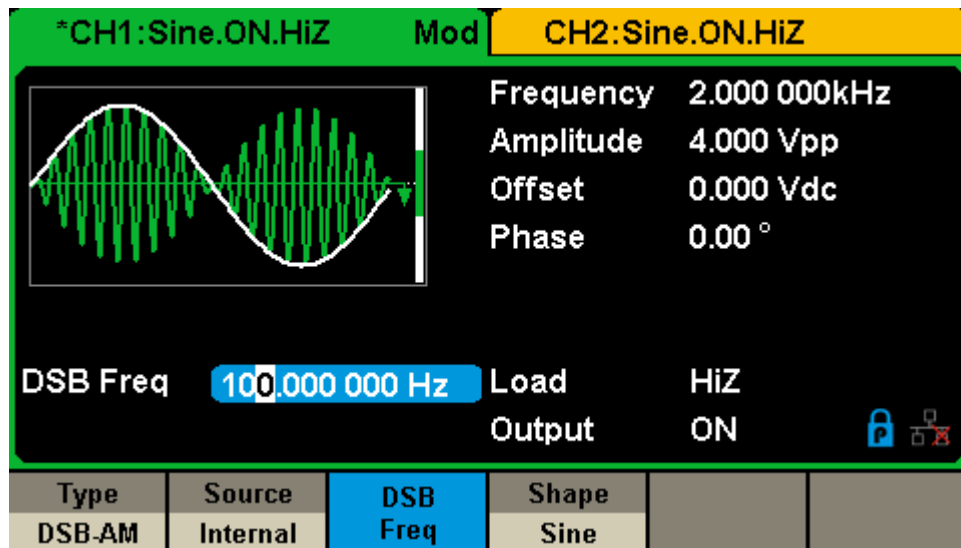 *CH1:Sine.ON.HiZ Mod CH2:Sine.ON.HiZ
Frequency 2.000 000kHz
Amplitude 4.000 Vpp
Offset 0.000 Vdc
Phase 0.00 °
DSB Freq 100.000 000 Hz Load HiZ
Output ON P
Type Source DSB Freq Shape
DSB-AM Internal Sine